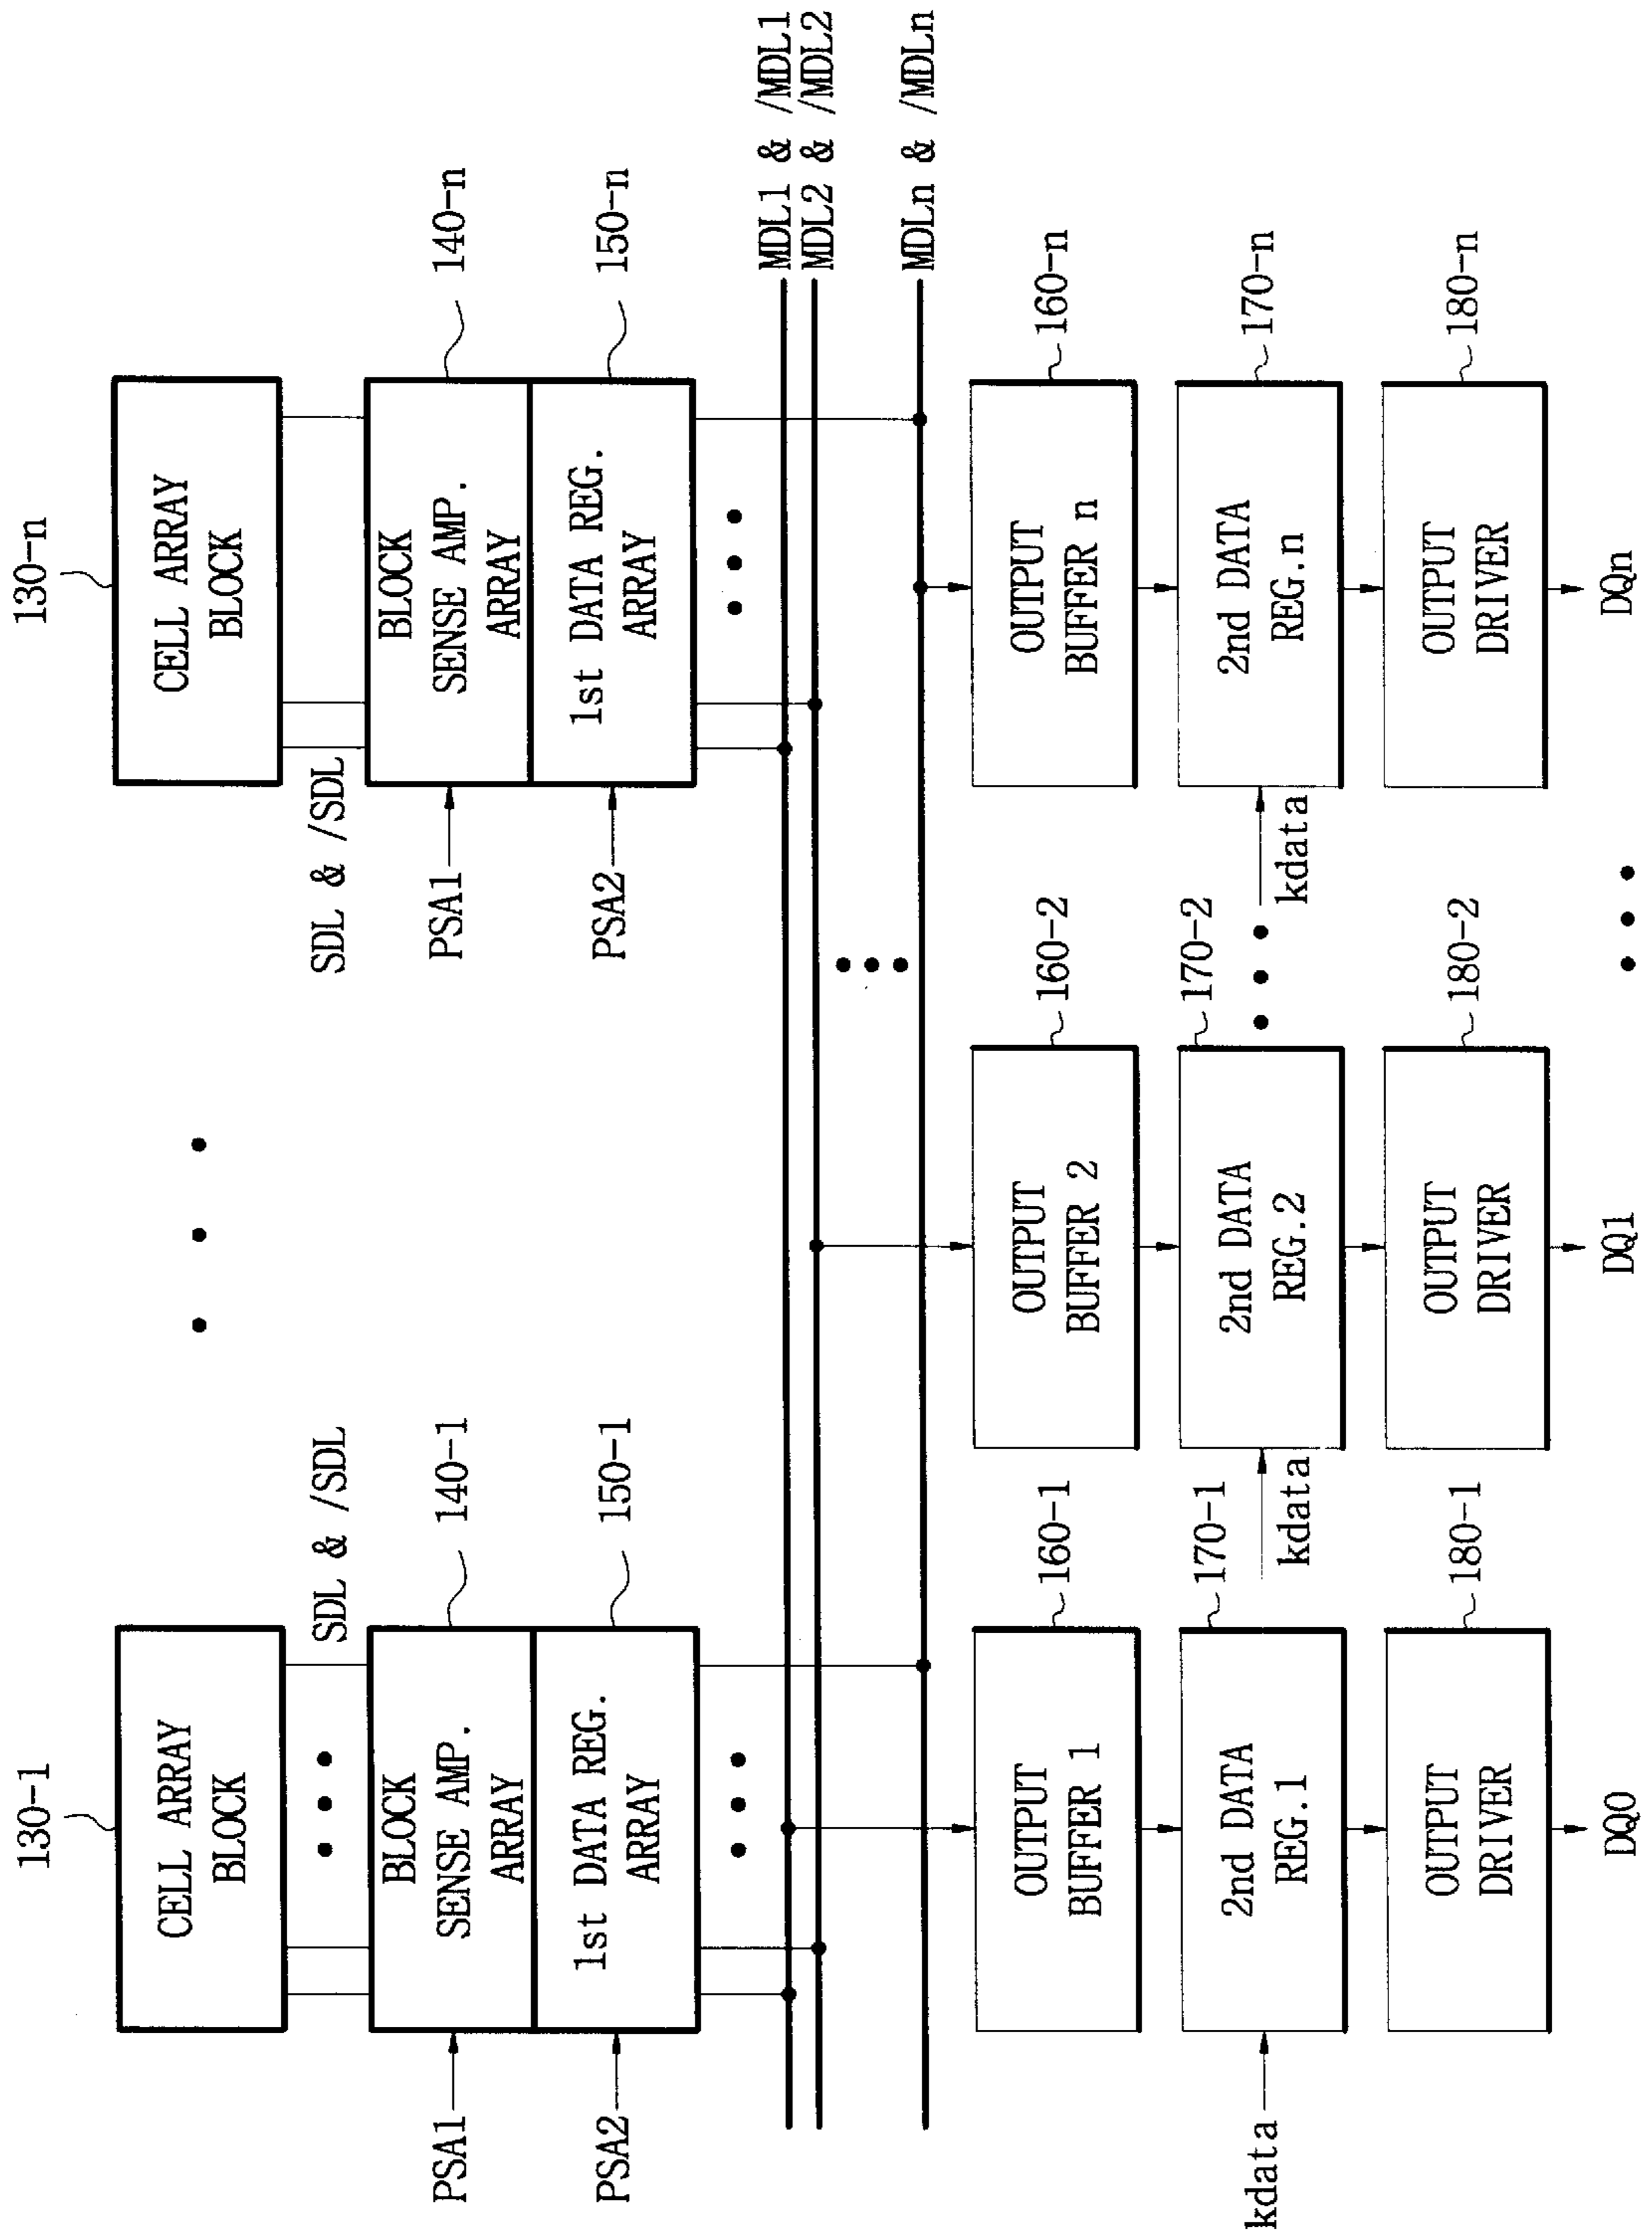 130-1
CELL ARRAY
BLOCK
130-n
CELL ARRAY
BLOCK
SDL & /SDL
SDL & /SDL
PSA1
BLOCK
SENSE AMP.
ARRAY
140-1
PSA1
BLOCK
SENSE AMP.
ARRAY
140-n
PSA2
1st DATA REG.
ARRAY
150-1
PSA2
1st DATA REG.
ARRAY
150-n
MDL1 & /MDL1
MDL2 & /MDL2
MDLn & /MDLn
OUTPUT
BUFFER 1
160-1
OUTPUT
BUFFER 2
160-2
OUTPUT
BUFFER n
160-n
kdata
2nd DATA
REG.1
170-1
kdata
2nd DATA
REG.2
170-2
kdata
2nd DATA
REG.n
170-n
OUTPUT
DRIVER
180-1
OUTPUT
DRIVER
180-2
OUTPUT
DRIVER
180-n
DQ0
DQ1
DQn